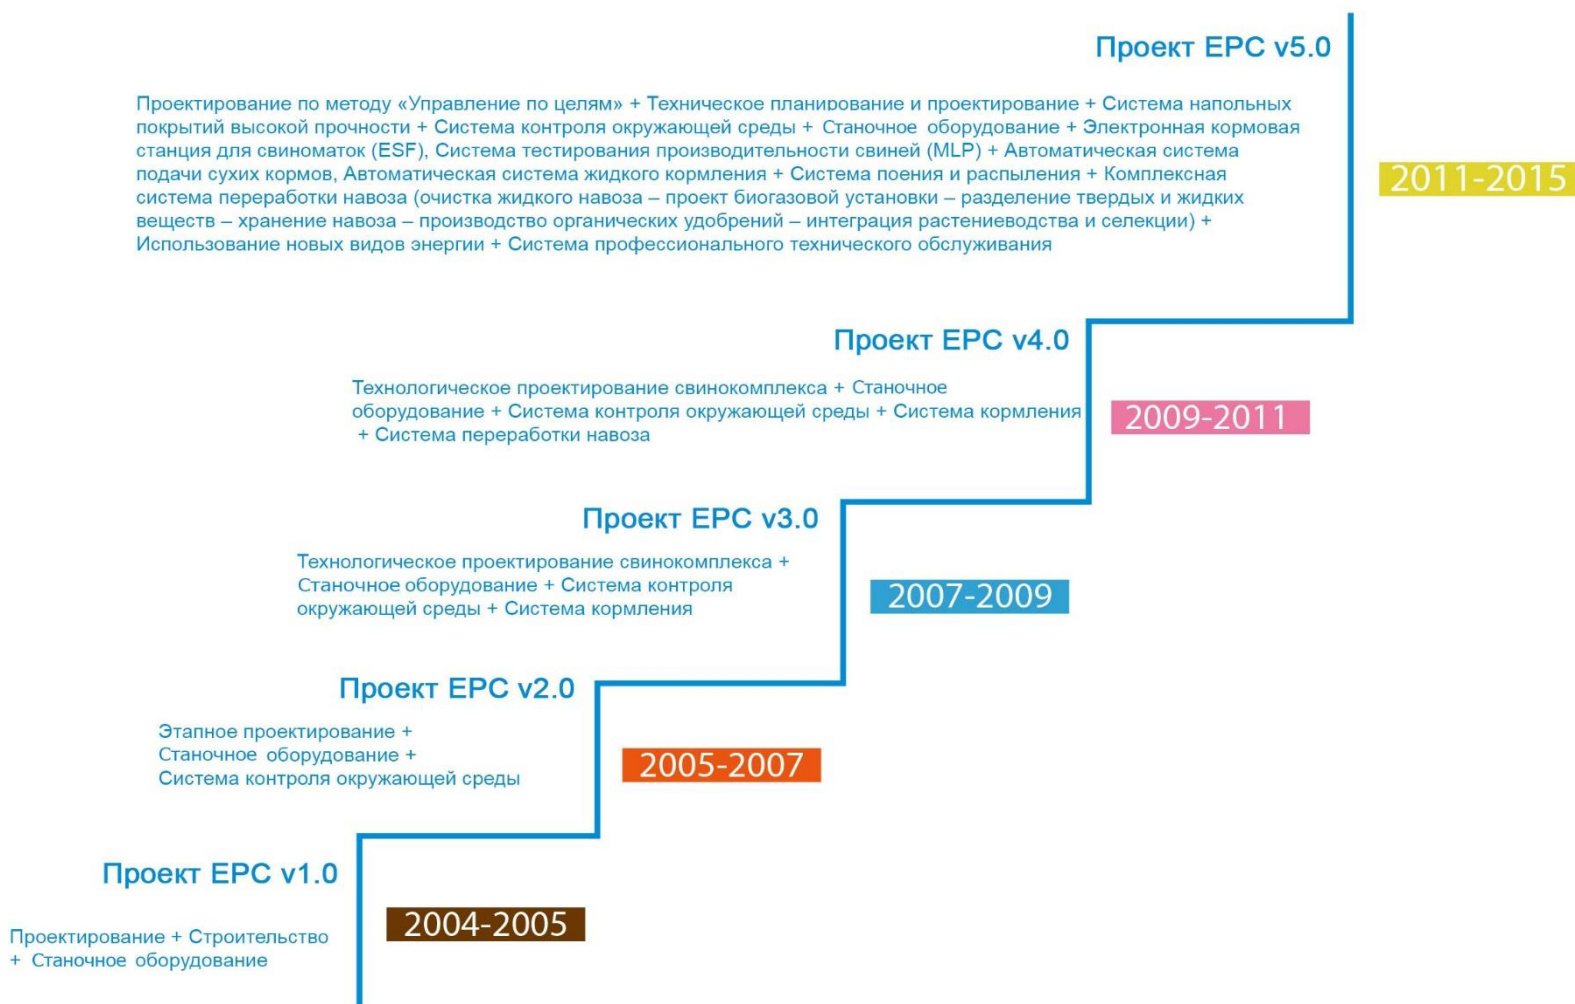 Проект EPC v5.0
Проектирование по методу «Управление по целям» + Техническое планирование и проектирование + Система напольных
покрытий высокой прочности + Система контроля окружающей среды + Станочное оборудование + Электронная кормовая
станция для свиноматок (ESF), Система тестирования производительности свиней (MLP) + Автоматическая система
подачи сухих кормов, Автоматическая система жидкого кормления + Система поения и распыления + Комплексная
система переработки навоза (очистка жидкого навоза – проект биогазовой установки – разделение твердых и жидких
веществ – хранение навоза – производство органических удобрений – интеграция растениеводства и селекции) +
Использование новых видов энергии + Система профессионального технического обслуживания
2011-2015
Проект EPC v4.0
Технологическое проектирование свинокомплекса + Станочное
оборудование + Система контроля окружающей среды + Система кормления
+ Система переработки навоза
2009-2011
Проект EPC v3.0
Технологическое проектирование свинокомплекса +
Станочное оборудование + Система контроля
окружающей среды + Система кормления
2007-2009
Проект EPC v2.0
Этапное проектирование +
Станочное оборудование +
Система контроля окружающей среды
2005-2007
Проект EPC v1.0
Проектирование + Строительство
+ Станочное оборудование
2004-2005